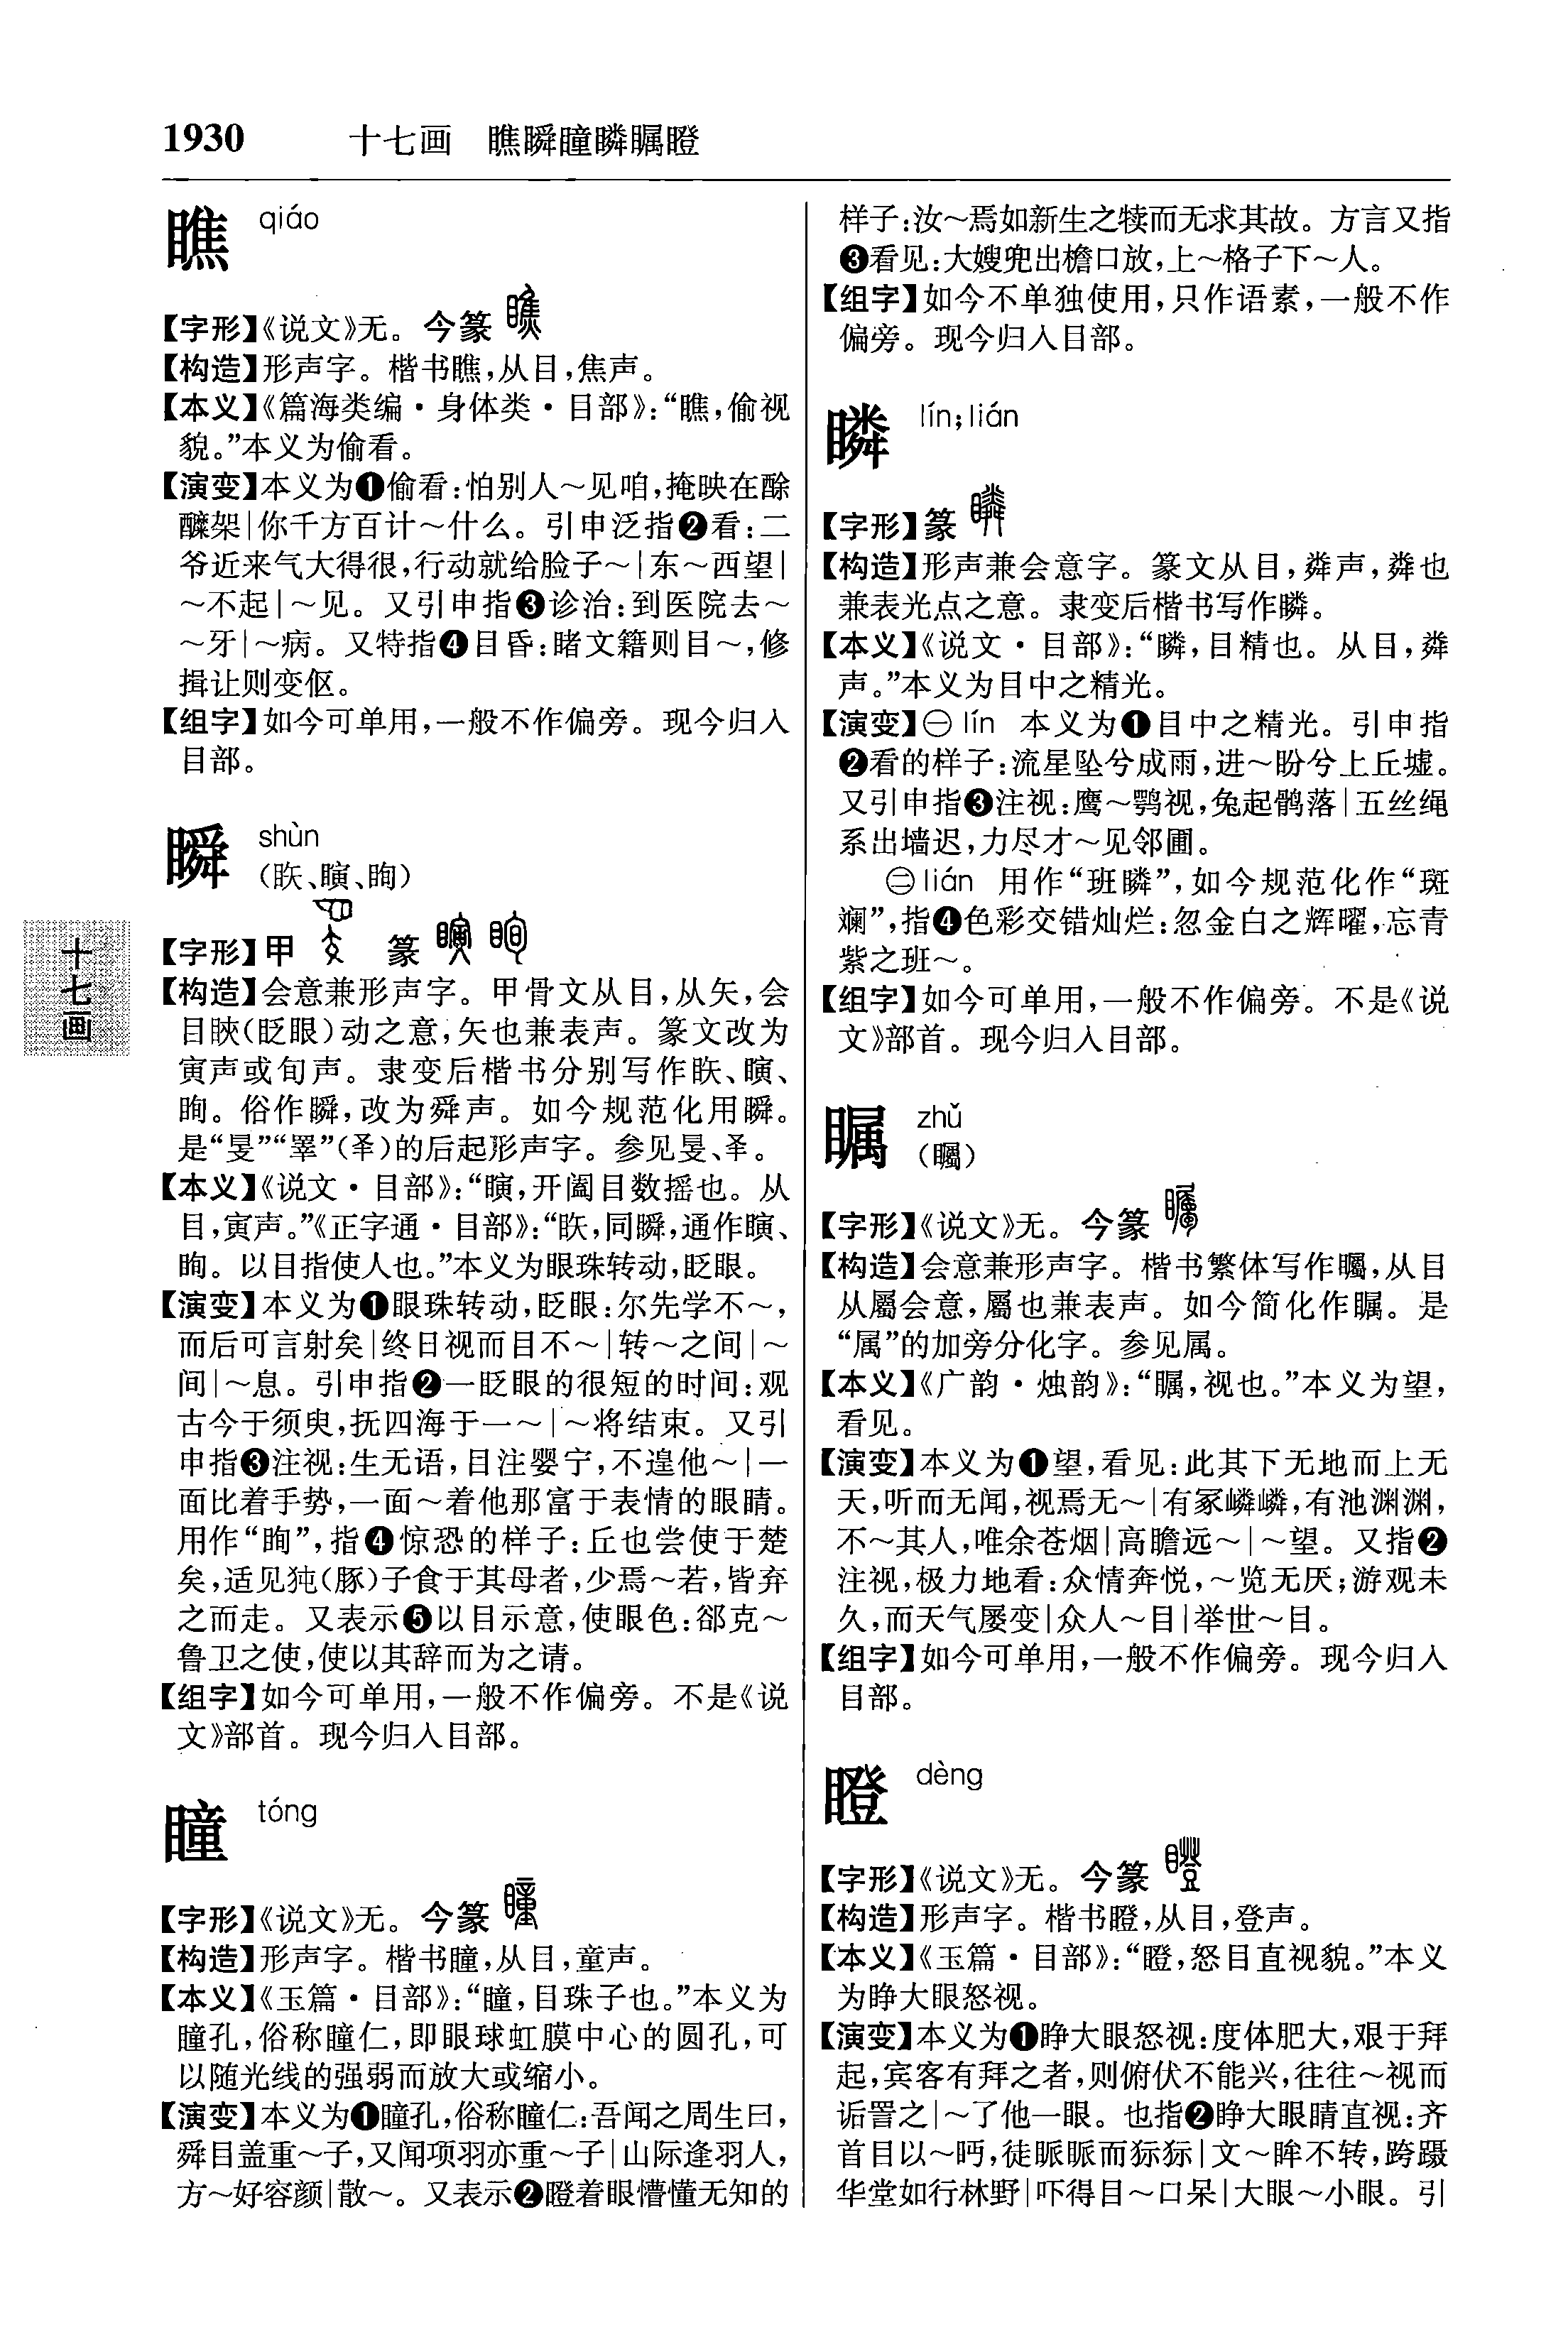 1930 十七画 瞧瞬瞳瞵瞩瞪
瞧 qiáo
【字形】《说文》无。今篆
【构造】形声字。楷书瞧,从目,焦声。
【本义】《篇海类编·身体类·目部》:“瞧,偷视
貌。”本义为偷看。
【演变】本义为❶偷看:怕别人～见咱,掩映在酴
醾架|你千方百计～什么。引申泛指❷看:二
爷近来气大得很,行动就给脸子～|东～西望|
～不起|～见。又引申指❸诊治:到医院去～
～牙|～病。又特指❹目昏:睹文籍则目～,修
揖让则变伛。
【组字】如今可单用,一般不作偏旁。现今归入
目部。
瞬 shùn
(䀢、瞚、眴)
【字形】甲 篆
【构造】会意兼形声字。甲骨文从目,从矢,会
目䀹(眨眼)动之意,矢也兼表声。篆文改为
寅声或旬声。隶变后楷书分别写作䀢、瞚、
眴。俗作瞬,改为舜声。如今规范化用瞬。
是“旻”“睪”(𢆉)的后起形声字。参见旻、𢆉。
【本义】《说文·目部》:“瞚,开阖目数摇也。从
目,寅声。”《正字通·目部》:“䀢,同瞬,通作瞚、
眴。以目指使人也。”本义为眼珠转动,眨眼。
【演变】本义为❶眼珠转动,眨眼:尔先学不～,
而后可言射矣|终日视而目不～|转～之间|～
间|～息。引申指❷一眨眼的很短的时间:观
古今于须臾,抚四海于一～|～将结束。又引
申指❸注视:生无语,目注婴宁,不遑他～|一
面比着手势,一面～着他那富于表情的眼睛。
用作“眴”,指❹惊恐的样子:丘也尝使于楚
矣,适见㹠(豚)子食于其母者,少焉～若,皆弃
之而走。又表示❺以目示意,使眼色:郤克～
鲁卫之使,使以其辞而为之请。
【组字】如今可单用,一般不作偏旁。不是《说
文》部首。现今归入目部。
瞳 tóng
【字形】《说文》无。今篆
【构造】形声字。楷书瞳,从目,童声。
【本义】《玉篇·目部》:“瞳,目珠子也。”本义为
瞳孔,俗称瞳仁,即眼球虹膜中心的圆孔,可
以随光线的强弱而放大或缩小。
【演变】本义为❶瞳孔,俗称瞳仁:吾闻之周生曰,
舜目盖重～子,又闻项羽亦重～子|山际逢羽人,
方～好容颜|散～。又表示❷瞪着眼懵懂无知的
样子:汝～焉如新生之犊而无求其故。方言又指
❸看见:大嫂兜出檐口放,上～格子下～人。
【组字】如今不单独使用,只作语素,一般不作
偏旁。现今归入目部。
瞵 lín;lián
【字形】篆
【构造】形声兼会意字。篆文从目,粦声,粦也
兼表光点之意。隶变后楷书写作瞵。
【本义】《说文·目部》:“瞵,目精也。从目,粦
声。”本义为目中之精光。
【演变】㊀lín 本义为❶目中之精光。引申指
❷看的样子:流星坠兮成雨,进～盼兮上丘墟。
又引申指❸注视:鹰～鹗视,兔起鹘落|五丝绳
系出墙迟,力尽才～见邻圃。
㊁lián 用作“班瞵”,如今规范化作“斑
斓”,指❹色彩交错灿烂:忽金白之辉曜,忘青
紫之班～。
【组字】如今可单用,一般不作偏旁。不是《说
文》部首。现今归入目部。
瞩 zhǔ
(矚)
【字形】《说文》无。今篆
【构造】会意兼形声字。楷书繁体写作矚,从目
从屬会意,屬也兼表声。如今简化作瞩。是
“属”的加旁分化字。参见属。
【本义】《广韵·烛韵》:“瞩,视也。”本义为望,
看见。
【演变】本义为❶望,看见:此其下无地而上无
天,听而无闻,视焉无～|有冢嶙嶙,有池渊渊,
不～其人,唯余苍烟|高瞻远～|～望。又指❷
注视,极力地看:众情奔悦,～览无厌;游观未
久,而天气屡变|众人～目|举世～目。
【组字】如今可单用,一般不作偏旁。现今归入
目部。
瞪 dèng
【字形】《说文》无。今篆
【构造】形声字。楷书瞪,从目,登声。
【本义】《玉篇·目部》:“瞪,怒目直视貌。”本义
为睁大眼怒视。
【演变】本义为❶睁大眼怒视:度体肥大,艰于拜
起,宾客有拜之者,则俯伏不能兴,往往～视而
诟詈之|～了他一眼。也指❷睁大眼睛直视:齐
首目以～眄,徒眽眽而狋狋|文～眸不转,跨蹑
华堂如行林野|吓得目～口呆|大眼～小眼。引
十七画